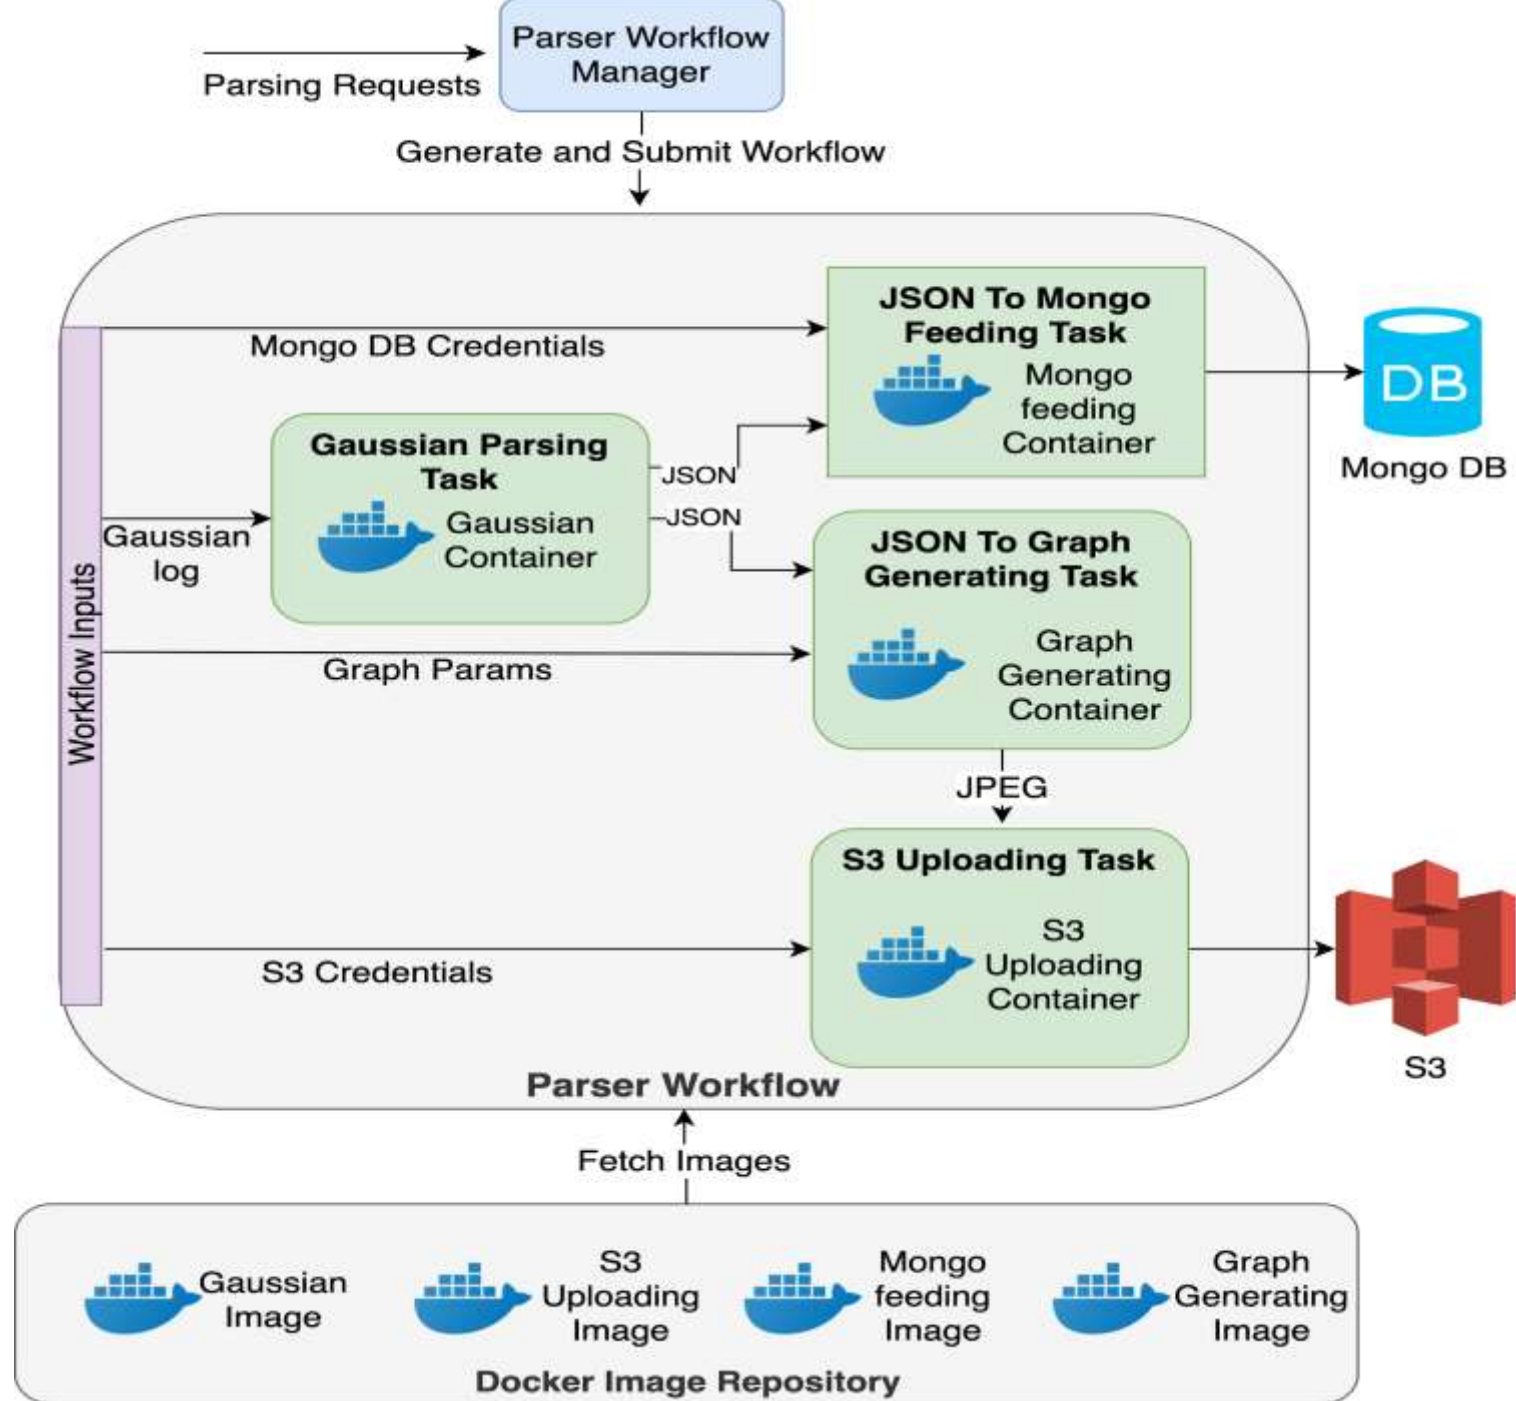 Parser Workflow
Manager
Parsing Requests
Generate and Submit Workflow
JSON To Mongo
Feeding Task
Mongo
feeding
Container
Mongo DB Credentials
DB
Mongo DB
Gaussian Parsing
Task
Gaussian
Container
JSON
JSON
Gaussian
log
JSON To Graph
Generating Task
Graph
Generating
Container
Workflow Inputs
Graph Params
JPEG
S3 Uploading Task
S3
Uploading
Container
S3 Credentials
S3
Parser Workflow
Fetch Images
Gaussian
Image
S3
Uploading
Image
Mongo
feeding
Image
Graph
Generating
Image
Docker Image Repository